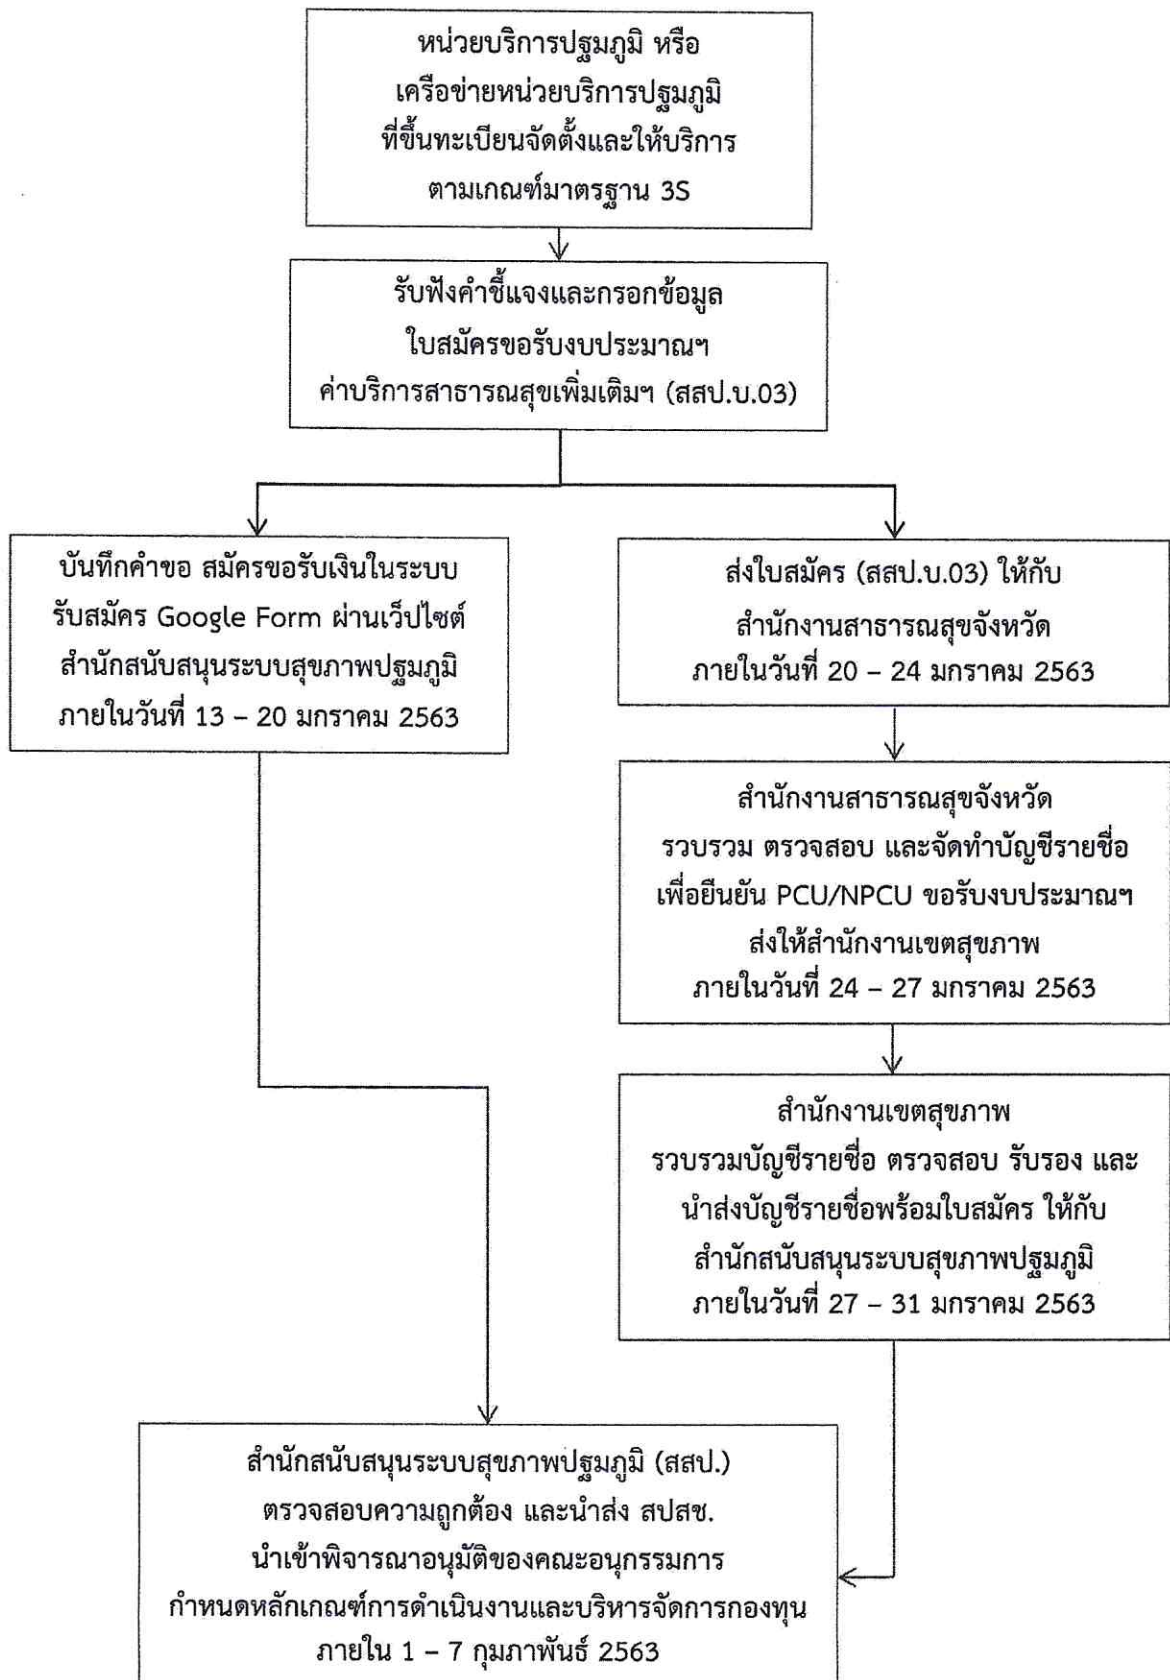 หน่วยบริการปฐมภูมิ หรือ
เครือข่ายหน่วยบริการปฐมภูมิ
ที่ขึ้นทะเบียนจัดตั้งและให้บริการ
ตามเกณฑ์มาตรฐาน 3S
รับฟังคำชี้แจงและกรอกข้อมูล
ใบสมัครขอรับงบประมาณฯ
ค่าบริการสาธารณสุขเพิ่มเติมฯ (สสป.บ.03)
บันทึกคำขอ สมัครขอรับเงินในระบบ
รับสมัคร Google Form ผ่านเว็ปไซต์
สำนักสนับสนุนระบบสุขภาพปฐมภูมิ
ภายในวันที่ 13 – 20 มกราคม 2563
ส่งใบสมัคร (สสป.บ.03) ให้กับ
สำนักงานสาธารณสุขจังหวัด
ภายในวันที่ 20 – 24 มกราคม 2563
สำนักงานสาธารณสุขจังหวัด
รวบรวม ตรวจสอบ และจัดทำบัญชีรายชื่อ
เพื่อยืนยัน PCU/NPCU ขอรับงบประมาณฯ
ส่งให้สำนักงานเขตสุขภาพ
ภายในวันที่ 24 – 27 มกราคม 2563
สำนักงานเขตสุขภาพ
รวบรวมบัญชีรายชื่อ ตรวจสอบ รับรอง และ
นำส่งบัญชีรายชื่อพร้อมใบสมัคร ให้กับ
สำนักสนับสนุนระบบสุขภาพปฐมภูมิ
ภายในวันที่ 27 – 31 มกราคม 2563
สำนักสนับสนุนระบบสุขภาพปฐมภูมิ (สสป.)
ตรวจสอบความถูกต้อง และนำส่ง สปสช.
นำเข้าพิจารณาอนุมัติของคณะอนุกรรมการ
กำหนดหลักเกณฑ์การดำเนินงานและบริหารจัดการกองทุน
ภายใน 1 – 7 กุมภาพันธ์ 2563